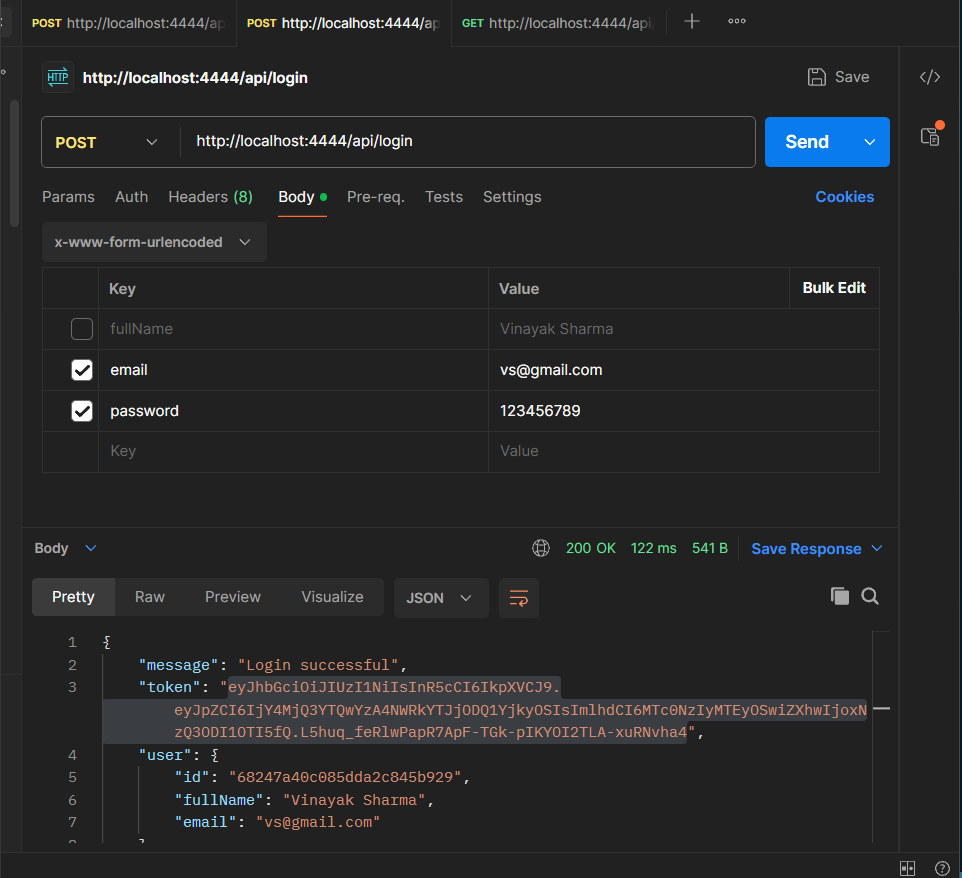 POST http://localhost:4444/ap
POST http://localhost:4444/ap
GET http://localhost:4444/api/
HTTP http://localhost:4444/api/login
Save
POST http://localhost:4444/api/login
Send
Params Auth Headers (8) Body Pre-req. Tests Settings Cookies
x-www-form-urlencoded
Key Value Bulk Edit
fullName Vinayak Sharma
email vs@gmail.com
password 123456789
Key Value
Body 200 OK 122 ms 541 B Save Response
Pretty Raw Preview Visualize JSON
1 {
2 "message": "Login successful",
3 "token": "eyJhbGciOiJIUzI1NiIsInR5cCI6IkpXVCJ9.
eyJpZCI6IjY4MjQ3YTQwYzA4NWRkYTJjODQ1YjkyOSIsImlhdCI6MTc0NzIyMTEyOSwiZXhwIjoxN
zQ3ODI1OTI5fQ.L5huq_feRlwPapR7ApF-TGk-pIKYOI2TLA-xuRNvha4",
4 "user": {
5 "id": "68247a40c085dda2c845b929",
6 "fullName": "Vinayak Sharma",
7 "email": "vs@gmail.com"